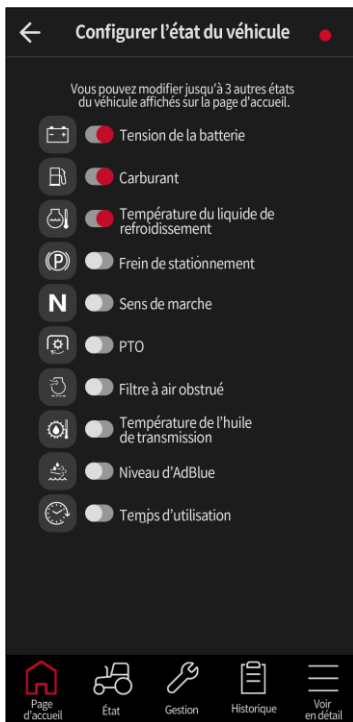 Configurer l'état du véhicule
Vous pouvez modifier jusqu'à 3 autres états
du véhicule affichés sur la page d'accueil.
Tension de la batterie
Carburant
Température du liquide de
refroidissement
(P) Frein de stationnement
N Sens de marche
PTO
Filtre à air obstrué
Température de l'huile
de transmission
Niveau d'AdBlue
Temps d'utilisation
Page
d'accueil
État
Gestion
Historique
Voir
en détail